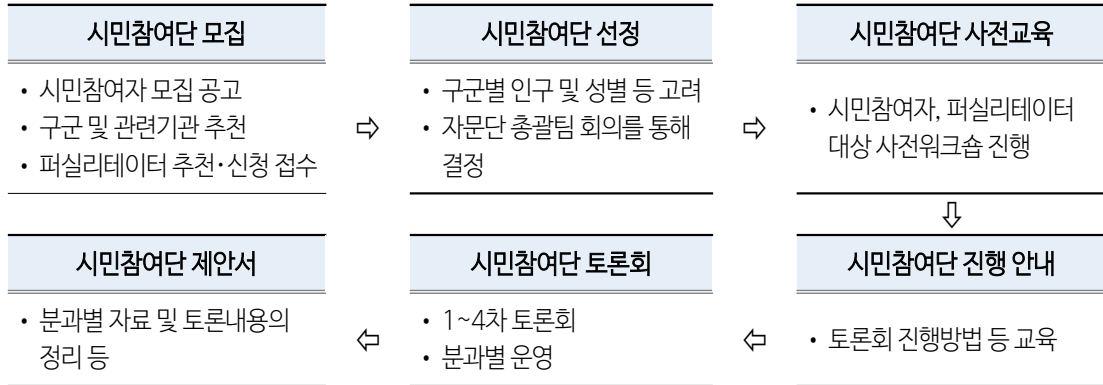 시민참여단 모집
• 시민참여자 모집 공고
• 구군 및 관련기관 추천
• 퍼실리테이터 추천·신청 접수
⇨
시민참여단 선정
• 구군별 인구 및 성별 등 고려
• 자문단 총괄팀 회의를 통해
결정
⇨
시민참여단 사전교육
• 시민참여자, 퍼실리테이터
대상 사전워크숍 진행
⇩
시민참여단 진행 안내
• 토론회 진행방법 등 교육
⇦
시민참여단 토론회
• 1~4차 토론회
• 분과별 운영
⇦
시민참여단 제안서
• 분과별 자료 및 토론내용의
정리 등